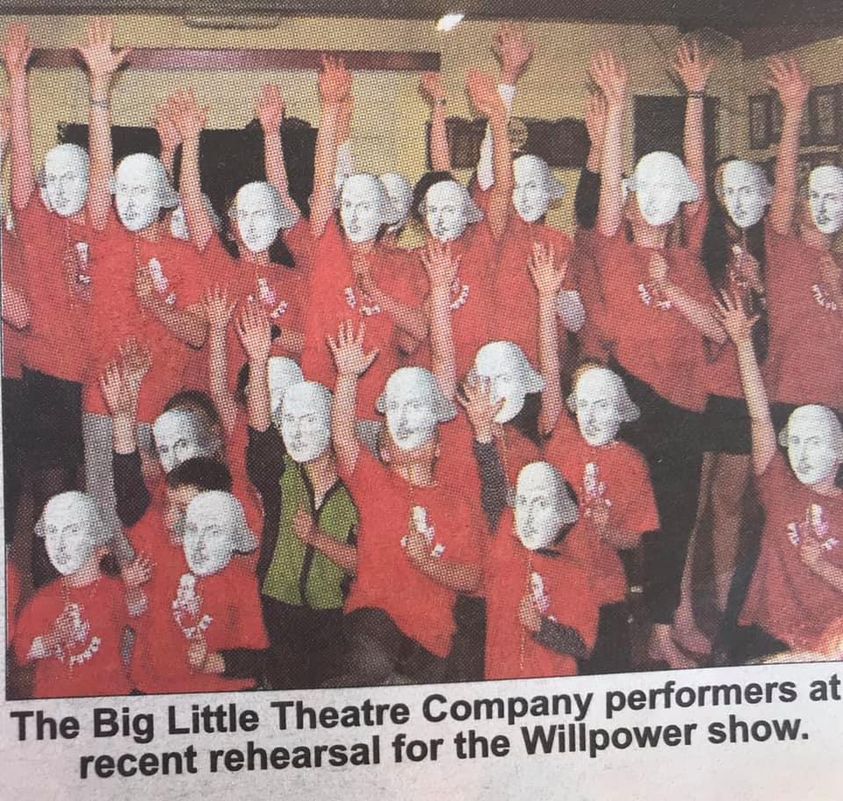 The Big Little Theatre Company performers at
recent rehearsal for the Willpower show.